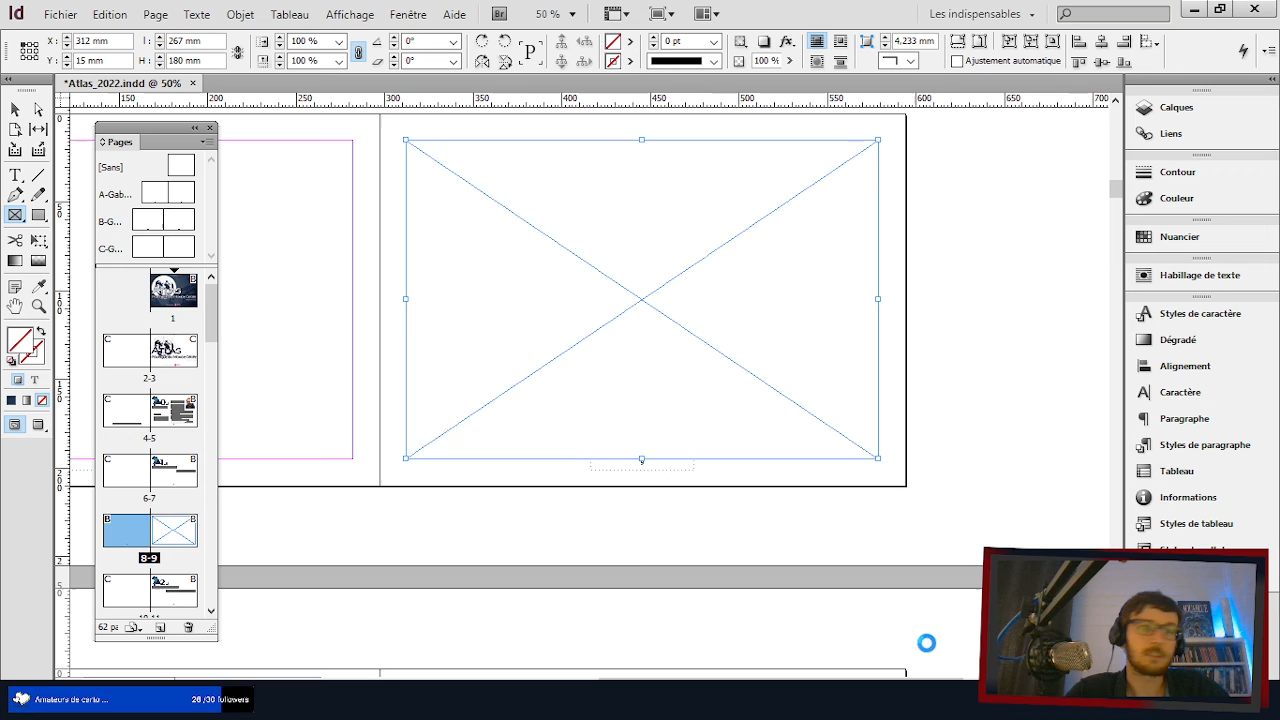 Id Fichier Edition Page Texte Objet Tableau Affichage Fenêtre Aide Br 50 % Les indispensables
X: 312 mm I: 267 mm 100 % 0° P 0 pt fx 4,233 mm
Y: 15 mm H: 180 mm 100 % 0° 100 % Ajustement automatique
*Atlas_2022.indd @ 50% ×
150 200 250 300 350 400 450 500 550 600 650 700
Pages
[Sans]
A-Gab...
B-G...
C-G...
1
2-3
4-5
6-7
8-9
62 pa
Calques
Liens
Contour
Couleur
Nuancier
Habillage de texte
Styles de caractère
Dégradé
Alignement
Caractère
Paragraphe
Styles de paragraphe
Tableau
Informations
Styles de tableau
Amateurs de carto ... 26 /30 followers